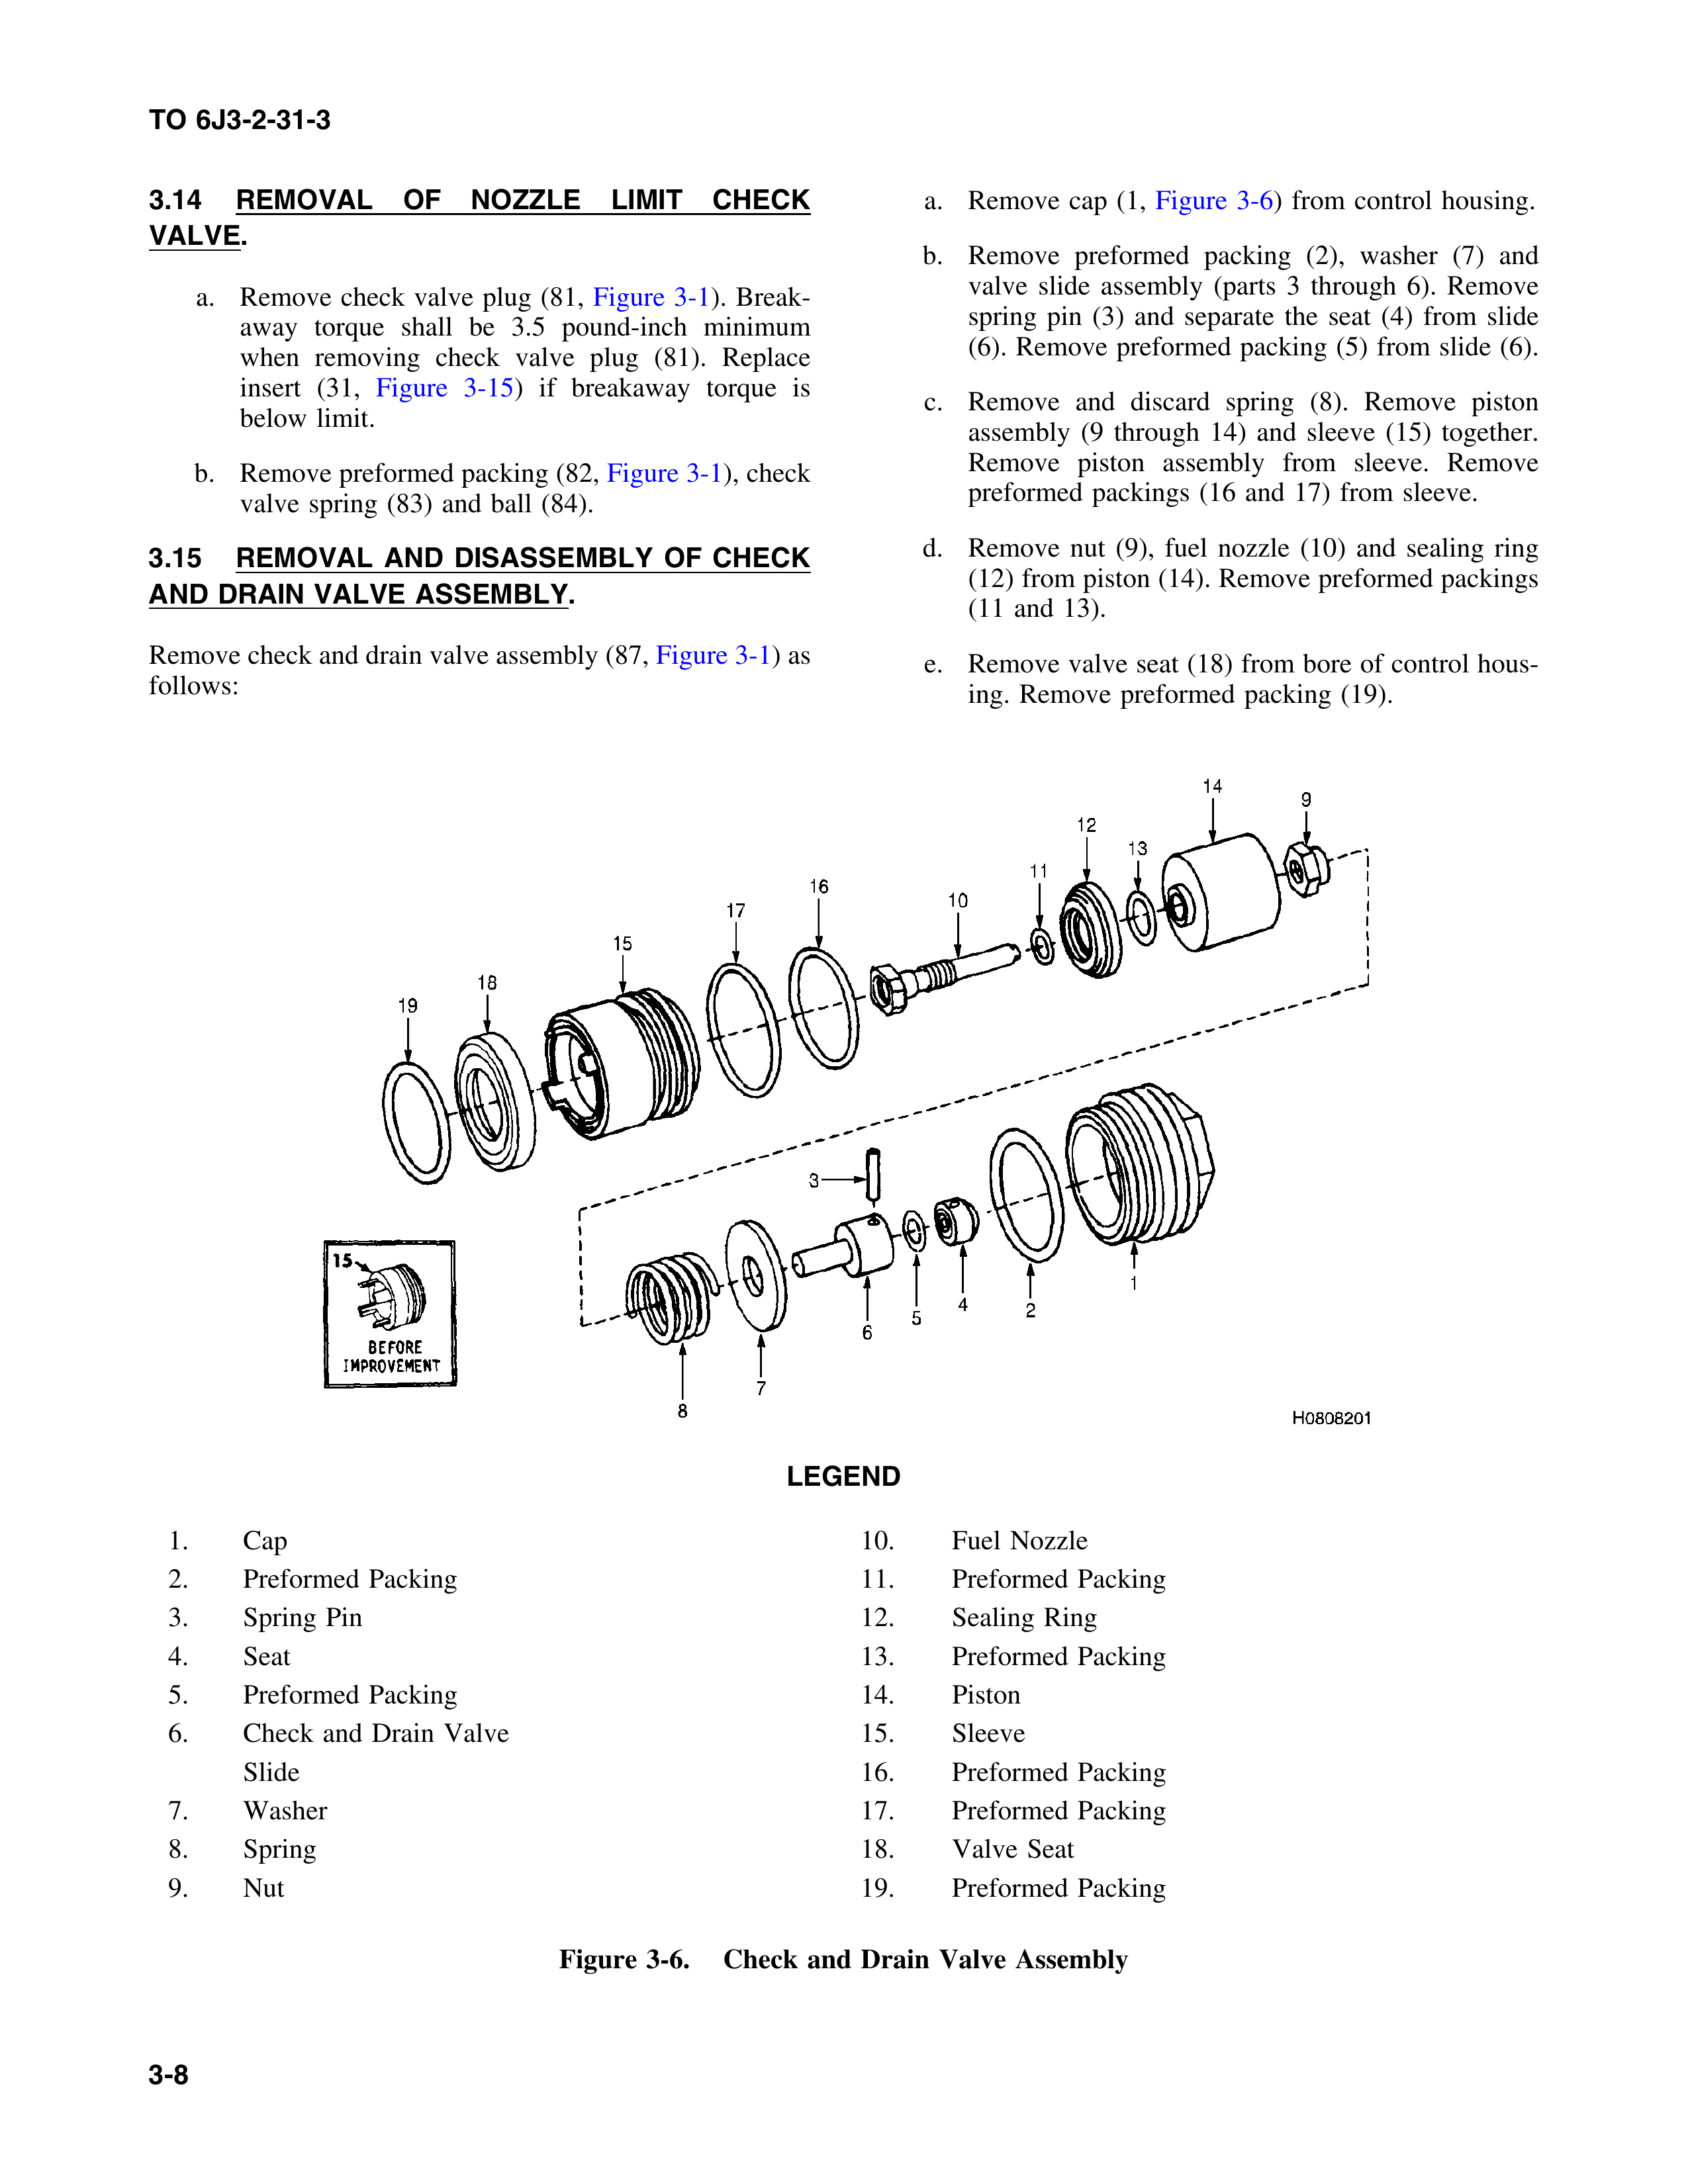 TO 6J3-2-31-3
3.14 REMOVAL OF NOZZLE LIMIT CHECK
VALVE.
a. Remove check valve plug (81, Figure 3-1). Break-
away torque shall be 3.5 pound-inch minimum
when removing check valve plug (81). Replace
insert (31, Figure 3-15) if breakaway torque is
below limit.
b. Remove preformed packing (82, Figure 3-1), check
valve spring (83) and ball (84).
3.15 REMOVAL AND DISASSEMBLY OF CHECK
AND DRAIN VALVE ASSEMBLY.
Remove check and drain valve assembly (87, Figure 3-1) as
follows:
a. Remove cap (1, Figure 3-6) from control housing.
b. Remove preformed packing (2), washer (7) and
valve slide assembly (parts 3 through 6). Remove
spring pin (3) and separate the seat (4) from slide
(6). Remove preformed packing (5) from slide (6).
c. Remove and discard spring (8). Remove piston
assembly (9 through 14) and sleeve (15) together.
Remove piston assembly from sleeve. Remove
preformed packings (16 and 17) from sleeve.
d. Remove nut (9), fuel nozzle (10) and sealing ring
(12) from piston (14). Remove preformed packings
(11 and 13).
e. Remove valve seat (18) from bore of control hous-
ing. Remove preformed packing (19).
14
9
12
13
11
16
10
17
15
18
19
3
1
2
4
5
6
7
8
15
BEFORE
IMPROVEMENT
H0808201
LEGEND
1. Cap
2. Preformed Packing
3. Spring Pin
4. Seat
5. Preformed Packing
6. Check and Drain Valve
Slide
7. Washer
8. Spring
9. Nut
10. Fuel Nozzle
11. Preformed Packing
12. Sealing Ring
13. Preformed Packing
14. Piston
15. Sleeve
16. Preformed Packing
17. Preformed Packing
18. Valve Seat
19. Preformed Packing
Figure 3-6. Check and Drain Valve Assembly
3-8